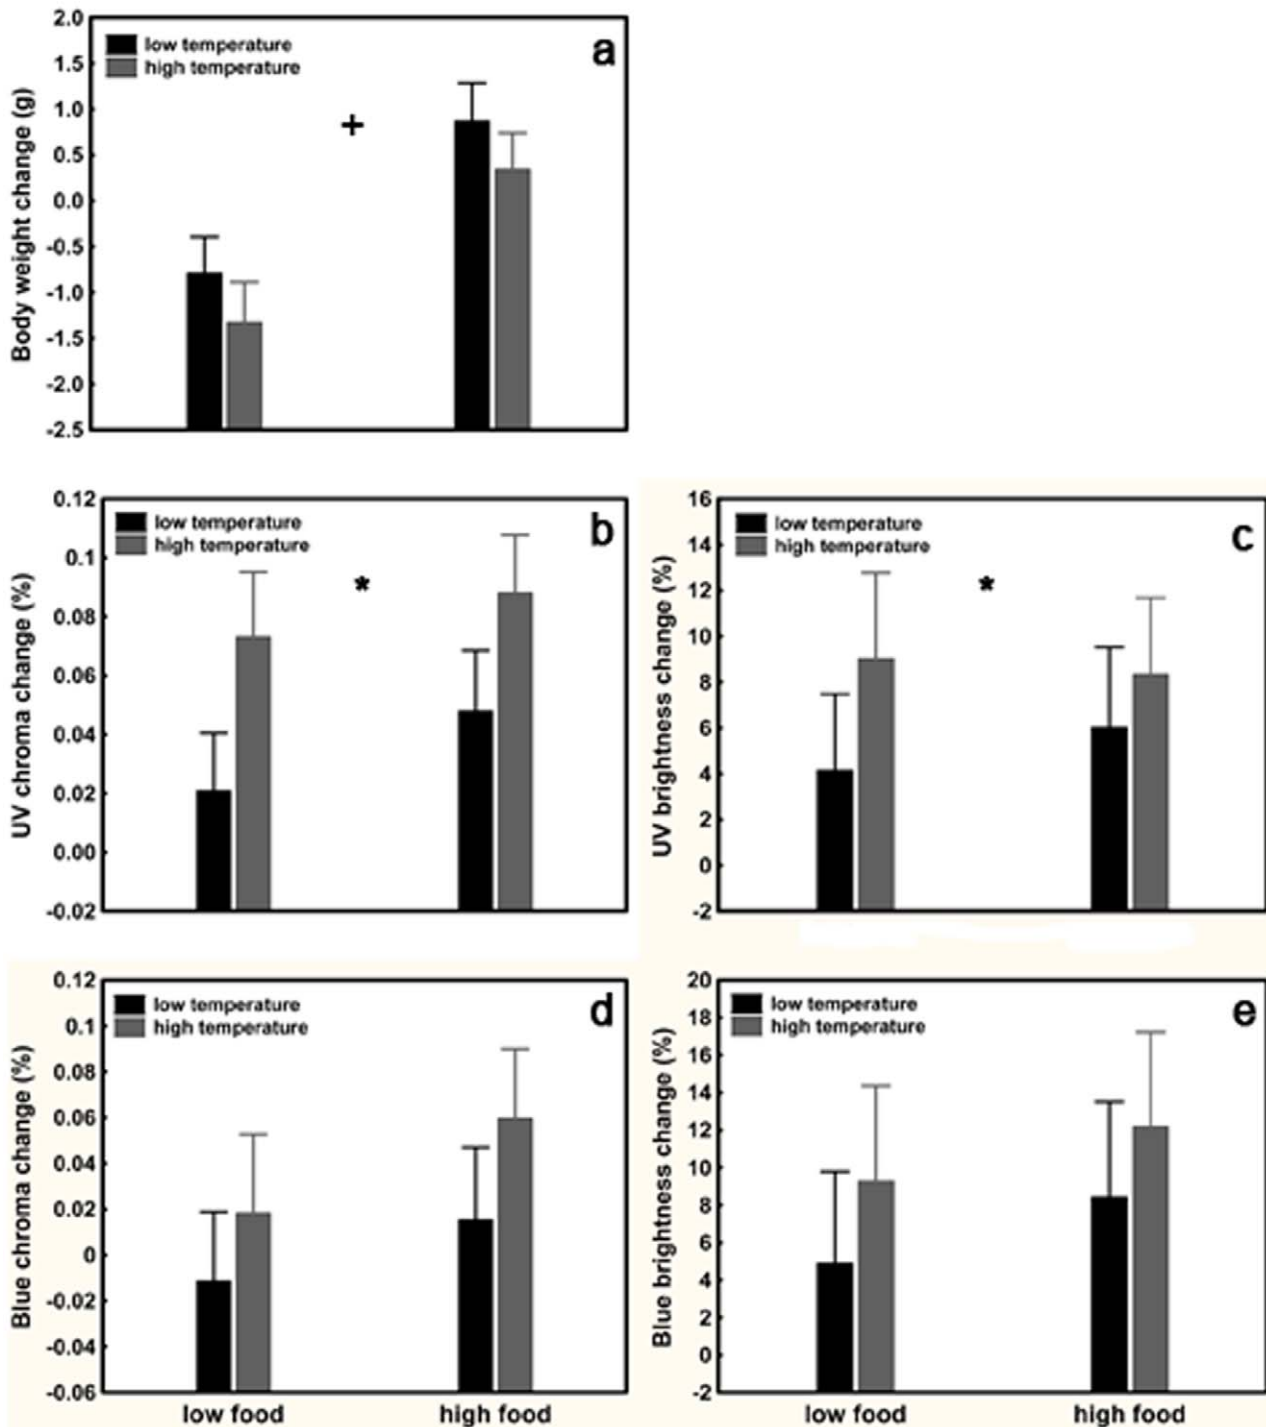 a
low temperature
high temperature
+
Body weight change (g)
2.0
1.5
1.0
0.5
0.0
-0.5
-1.0
-1.5
-2.0
-2.5
b
low temperature
high temperature
*
UV chroma change (%)
0.12
0.1
0.08
0.06
0.04
0.02
0.00
-0.02
c
low temperature
high temperature
*
UV brightness change (%)
16
14
12
10
8
6
4
2
0
-2
d
low temperature
high temperature
Blue chroma change (%)
0.12
0.1
0.08
0.06
0.04
0.02
0
-0.02
-0.04
-0.06
low food
high food
e
low temperature
high temperature
Blue brightness change (%)
20
18
16
14
12
10
8
6
4
2
0
-2
low food
high food